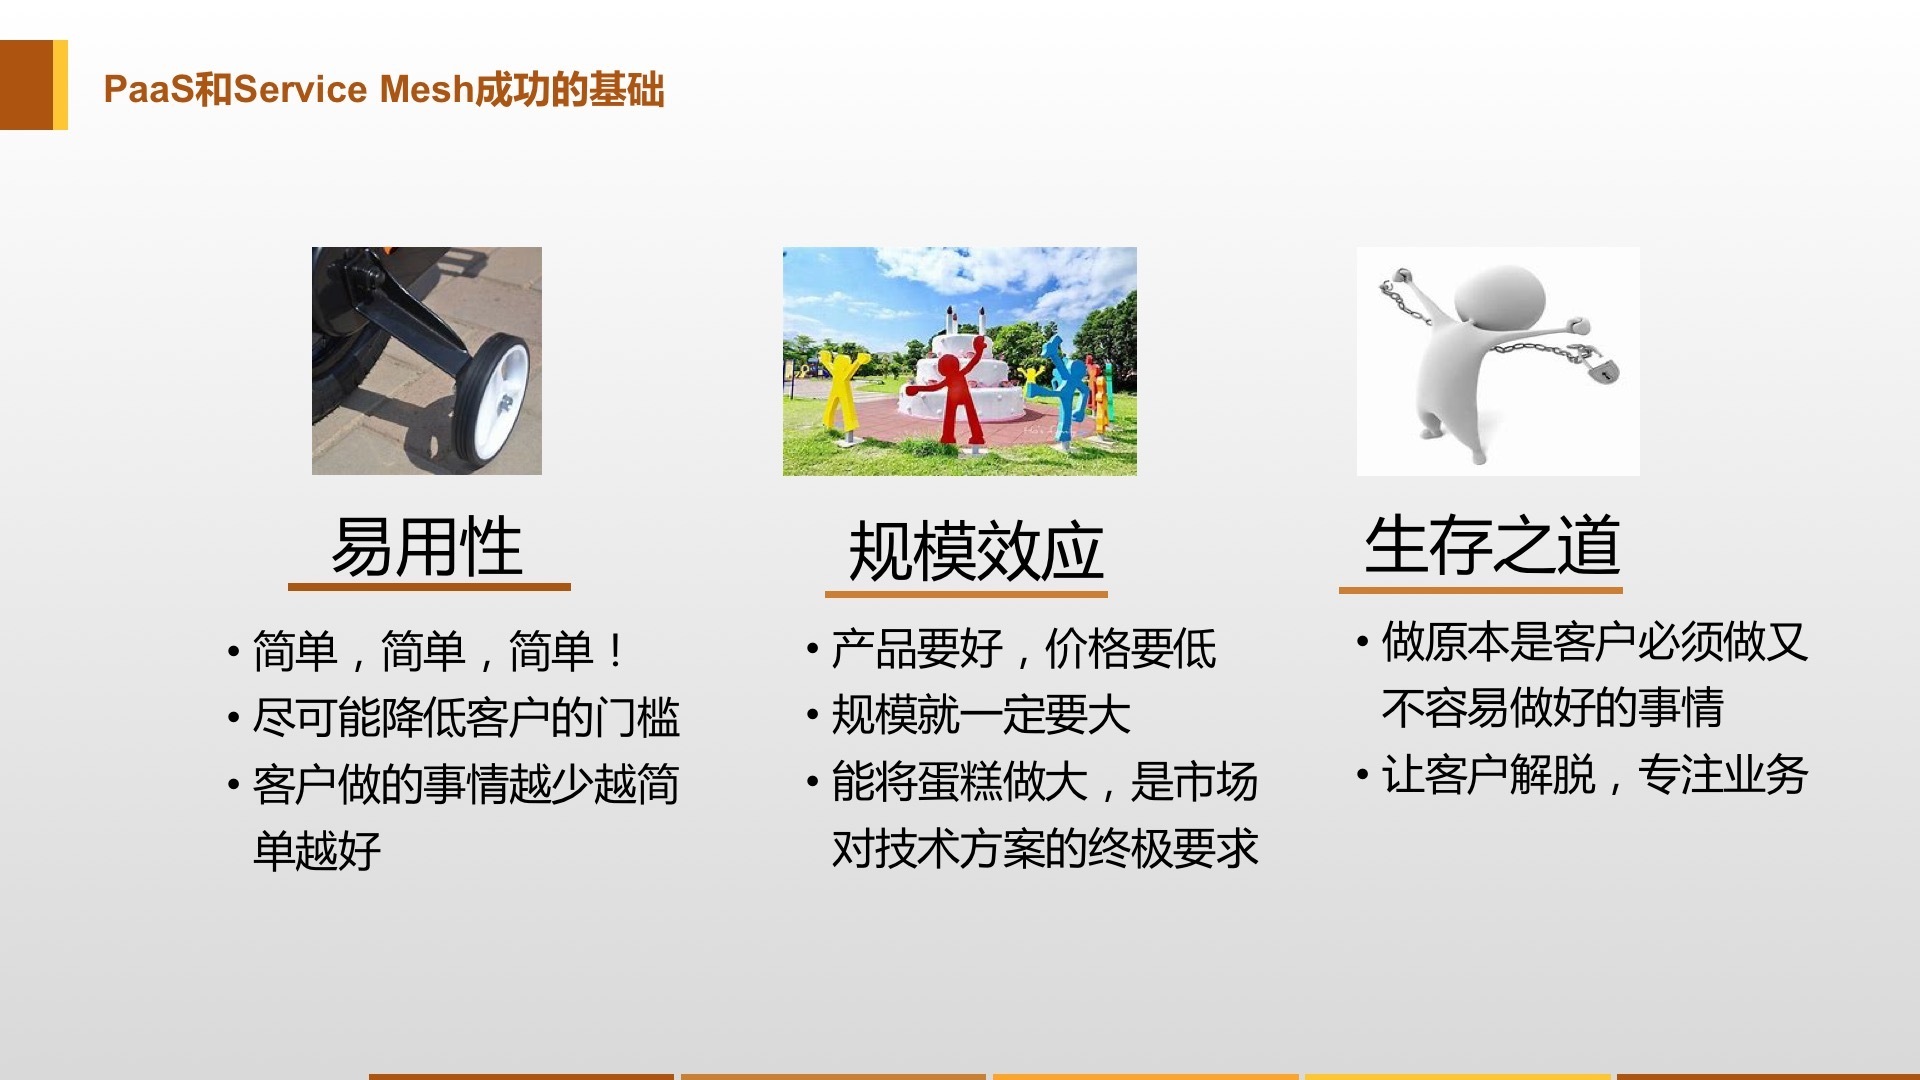 PaaS和Service Mesh成功的基础
易用性
• 简单，简单，简单！
• 尽可能降低客户的门槛
• 客户做的事情越少越简
单越好
规模效应
• 产品要好，价格要低
• 规模就一定要大
• 能将蛋糕做大，是市场
对技术方案的终极要求
生存之道
• 做原本是客户必须做又
不容易做好的事情
• 让客户解脱，专注业务